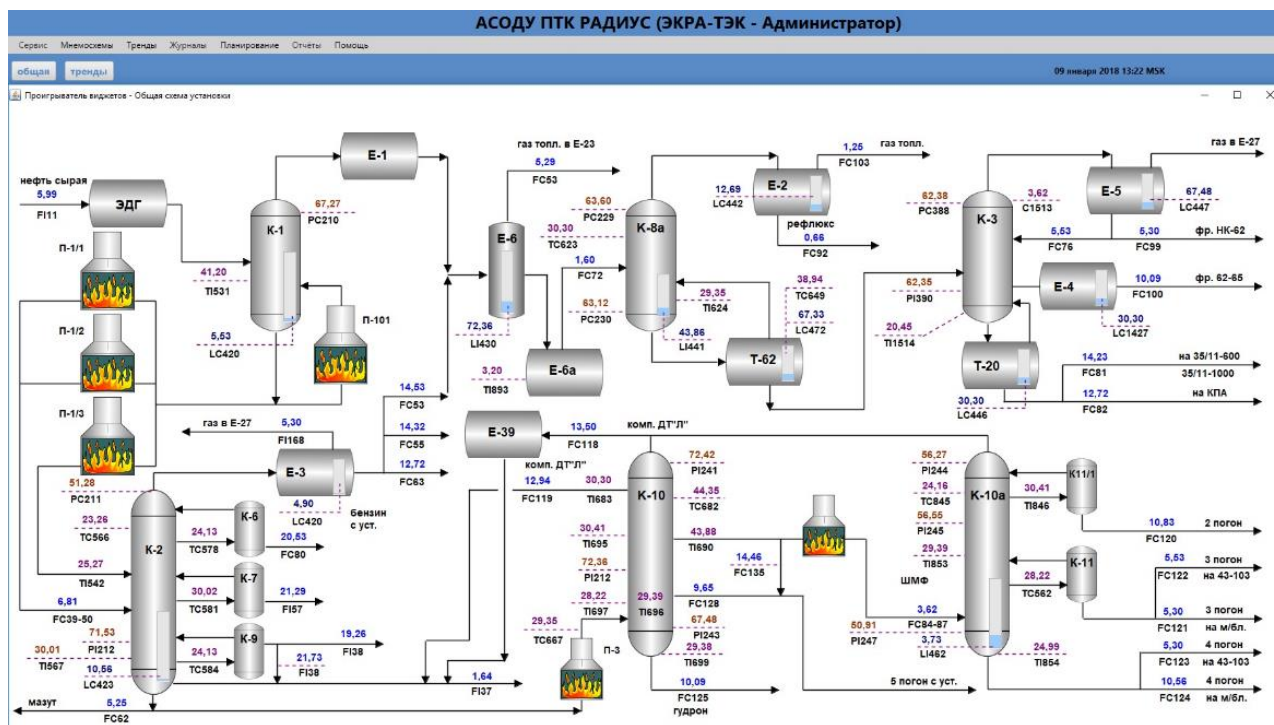 АСОДУ ПТК РАДИУС (ЭКРА-ТЭК - Администратор)
Сервис Мнемосхемы Тренды Журналы Планирование Отчёты Помощь
общая тренды
09 января 2018 13:22 MSK
Проигрыватель виджетов - Общая схема установки
нефть сырая
5,99
FI11
ЭДГ
П-1/1
П-1/2
П-1/3
Е-1
К-1
67,27
PC210
41,20
TI531
5,53
LC420
П-101
газ топл. в Е-23
5,29
FC53
Е-6
72,36
LI430
1,60
FC72
Е-6а
3,20
TI893
63,60
PC229
30,30
TC623
К-8а
63,12
PC230
29,35
TI624
43,86
LI441
12,69
LC442
Е-2
1,25
FC103
газ топл.
рефлюкс
0,66
FC92
38,94
TC649
67,33
LC472
Т-62
62,38
PC388
3,62
C1513
К-3
62,35
PI390
20,45
TI1514
Е-5
газ в Е-27
67,48
LC447
5,53
FC76
5,30
FC99
фр. НК-62
Е-4
10,09
FC100
фр. 62-65
30,30
LC1427
Т-20
30,30
LC446
14,23
FC81
на 35/11-600
35/11-1000
12,72
FC82
на КПА
14,53
FC53
14,32
FC55
12,72
FC63
газ в Е-27
5,30
FI168
Е-3
4,90
LC420
бензин
с уст.
51,28
PC211
23,26
TC566
К-2
25,27
TI542
6,81
FC39-50
71,53
PI212
30,01
TI567
10,56
LC423
24,13
TC578
К-6
20,53
FC80
30,02
TC581
К-7
21,29
FI57
24,13
TC584
К-9
19,26
FI38
21,73
FI38
1,64
FI37
мазут
5,25
FC62
Е-39
13,50
FC118
комп. ДТ"Л"
комп. ДТ"Л"
12,94
FC119
30,30
TI683
72,42
PI241
К-10
44,35
TC682
30,41
TI695
43,88
TI690
72,36
PI212
14,46
FC135
28,22
TI697
29,39
TI696
9,65
FC128
67,48
PI243
29,38
TI699
29,35
TC667
П-3
10,09
FC125
гудрон
5 погон с уст.
56,27
PI244
24,16
TC845
К-10а
56,55
PI245
29,39
TI853
ШМФ
3,62
FC84-87
50,91
PI247
3,73
LI462
24,99
TI854
К11/1
30,41
TI846
10,83
FC120
2 погон
К-11
28,22
TC562
5,53
FC122
3 погон
на 43-103
5,30
FC121
3 погон
на м/бл.
5,30
FC123
4 погон
на 43-103
10,56
FC124
4 погон
на м/бл.